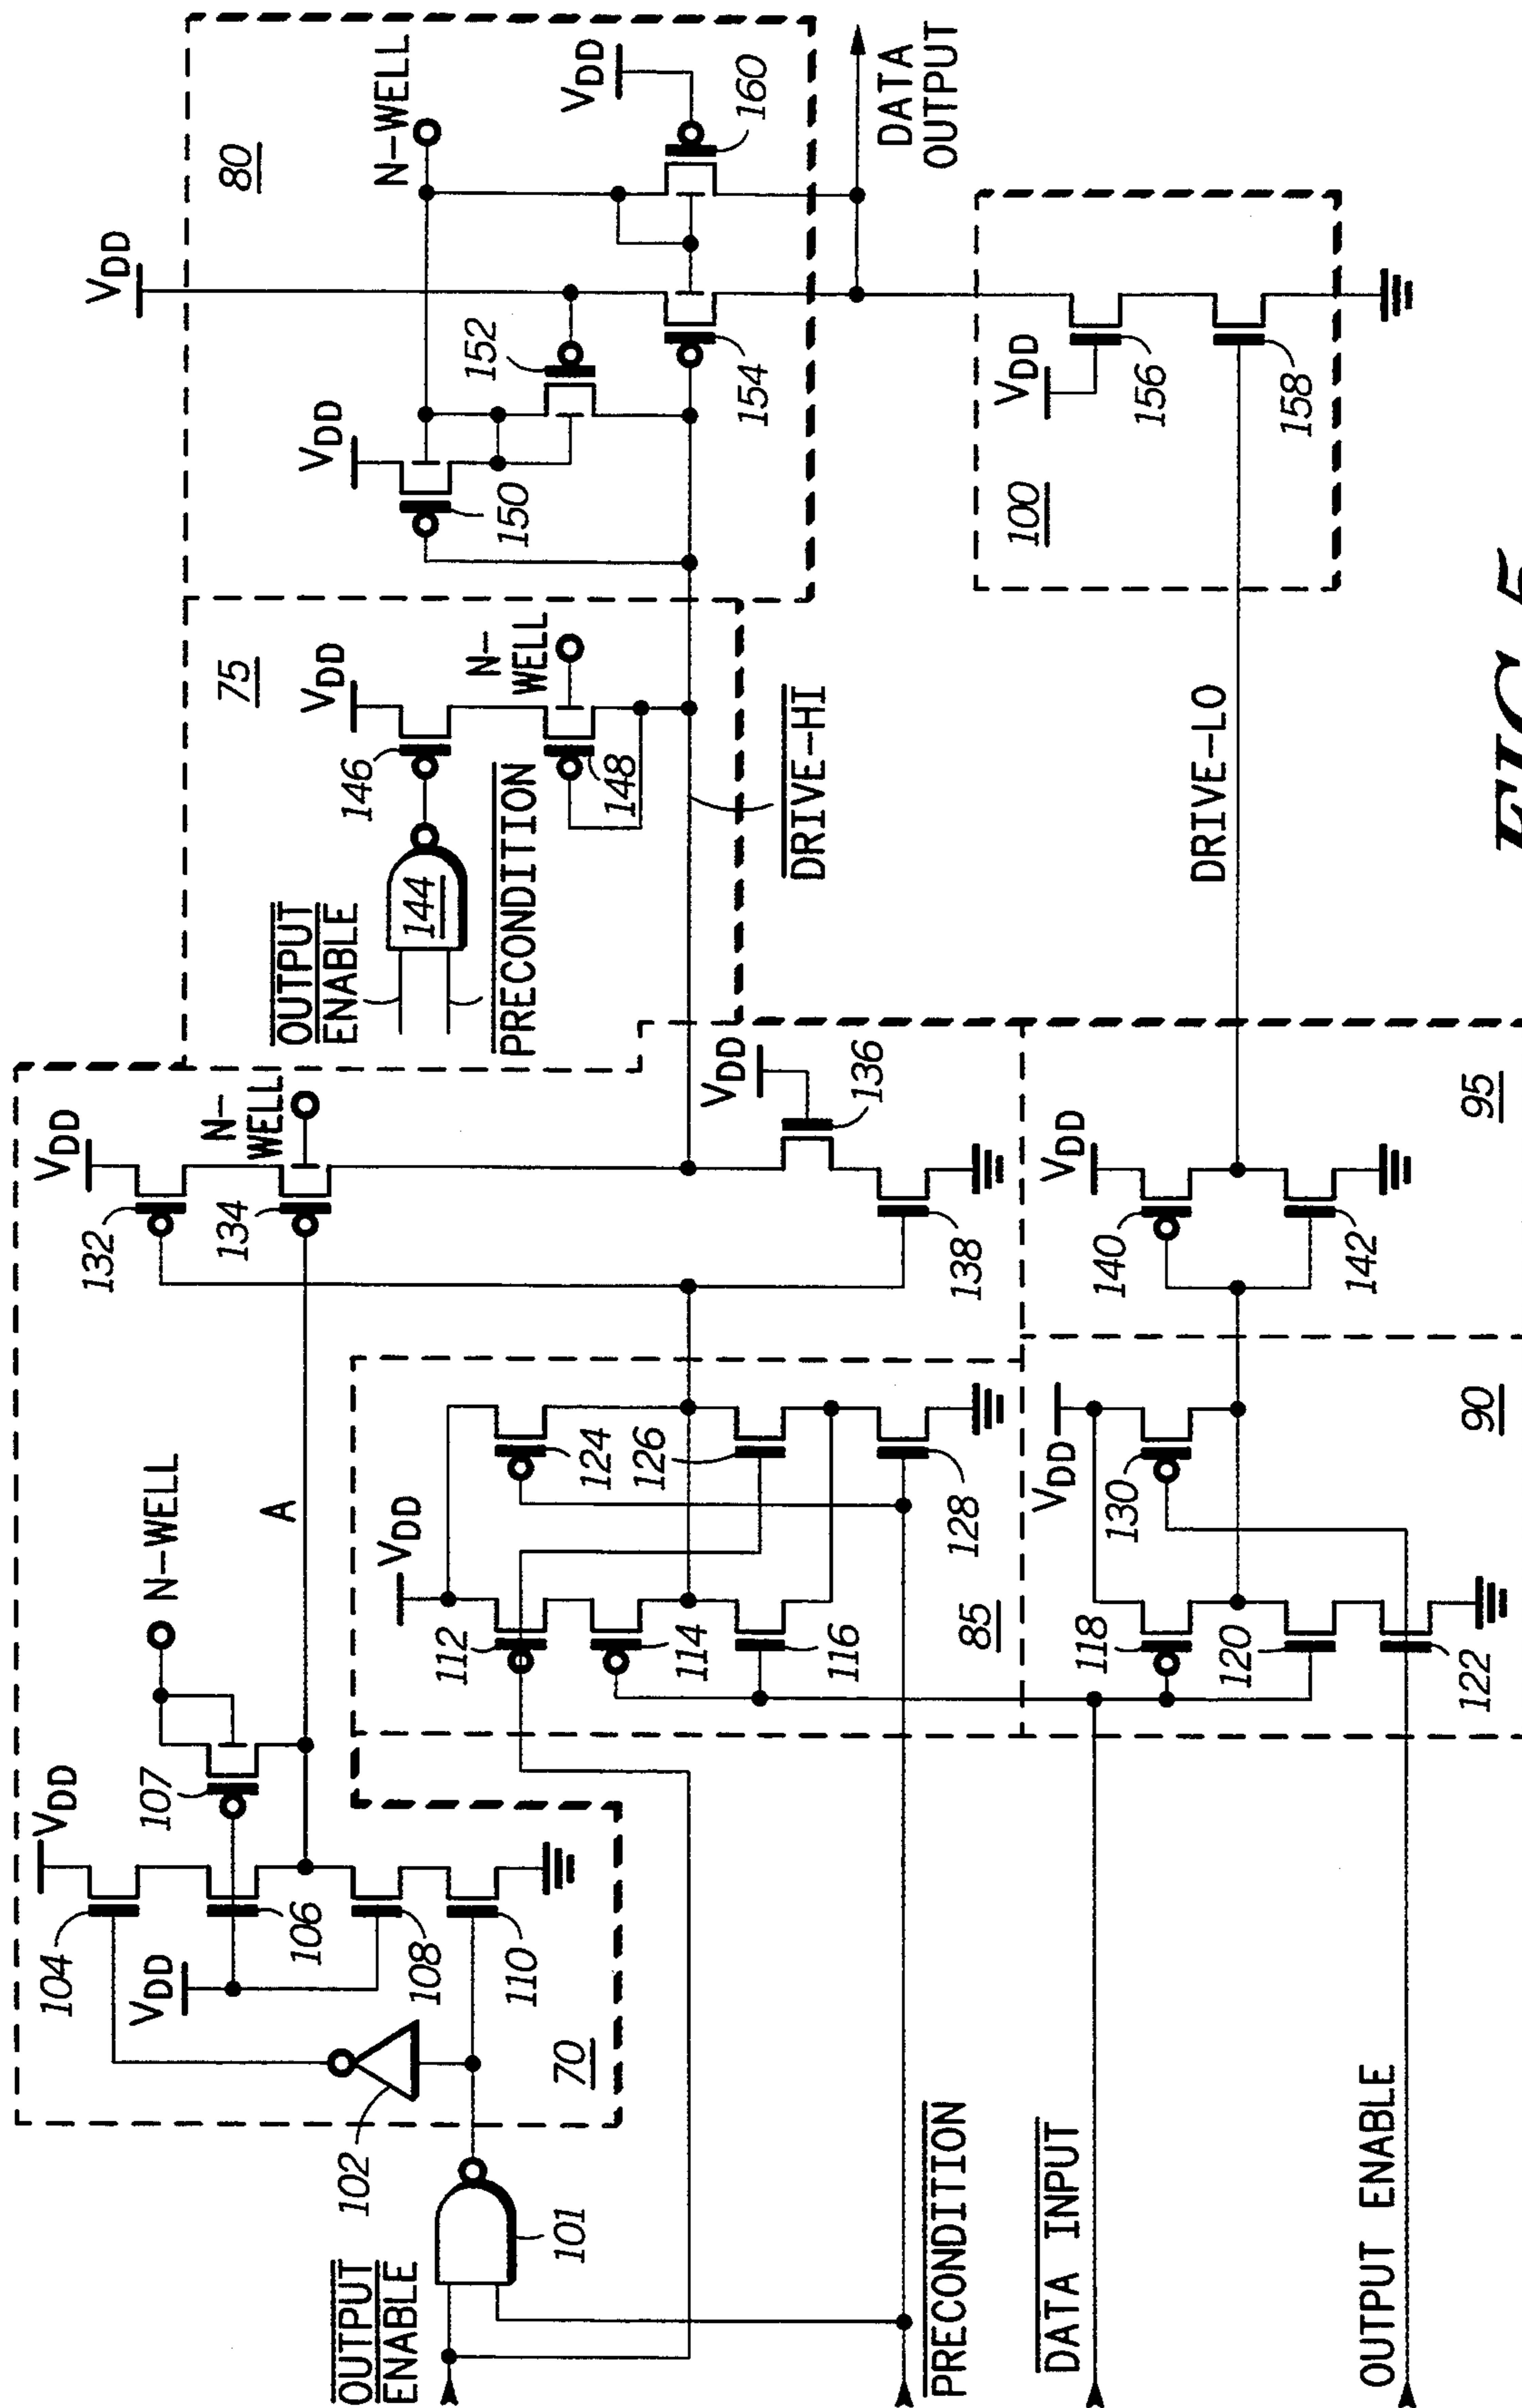 OUTPUT
ENABLE
101
PRECONDITION
DATA INPUT
OUTPUT ENABLE
102
70
104
VDD
VDD
106
107
108
110
N-WELL
A
VDD
112
114
116
85
124
126
128
118
120
122
VDD
130
90
VDD
132
134
N-
WELL
VDD
136
138
VDD
140
142
95
OUTPUT
ENABLE
144
PRECONDITION
75
VDD
146
N-
WELL
148
DRIVE-HI
DRIVE-LO
80
VDD
150
152
154
VDD
N-WELL
VDD
160
DATA
OUTPUT
100
VDD
156
158
FIG.5